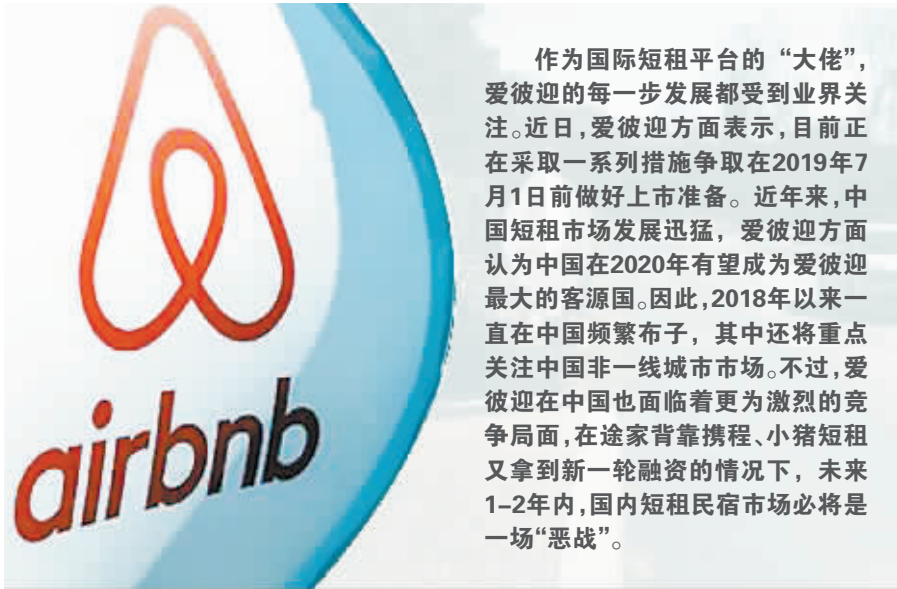 airbnb
作为国际短租平台的“大佬”，
爱彼迎的每一步发展都受到业界关
注。近日，爱彼迎方面表示，目前正
在采取一系列措施争取在2019年7
月1日前做好上市准备。近年来，中
国短租市场发展迅猛，爱彼迎方面
认为中国在2020年有望成为爱彼迎
最大的客源国。因此，2018年以来一
直在中国频繁布子，其中还将重点
关注中国非一线城市市场。不过，爱
彼迎在中国也面临着更为激烈的竞
争局面，在途家背靠携程、小猪短租
又拿到新一轮融资的情况下，未来
1-2年内，国内短租民宿市场必将是
一场“恶战”。